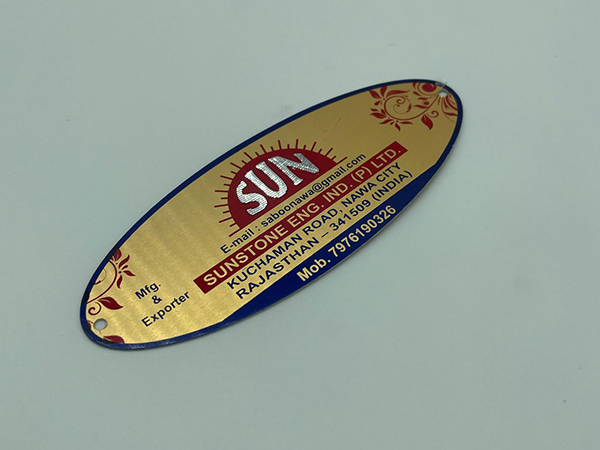 SUN
E-mail : saboonawa@gmail.com
SUNSTONE ENG. IND. (P) LTD.
KUCHAMAN ROAD, NAWA CITY
RAJASTHAN – 341509 (INDIA)
Mob. 7976190326
Mfg.
&
Exporter